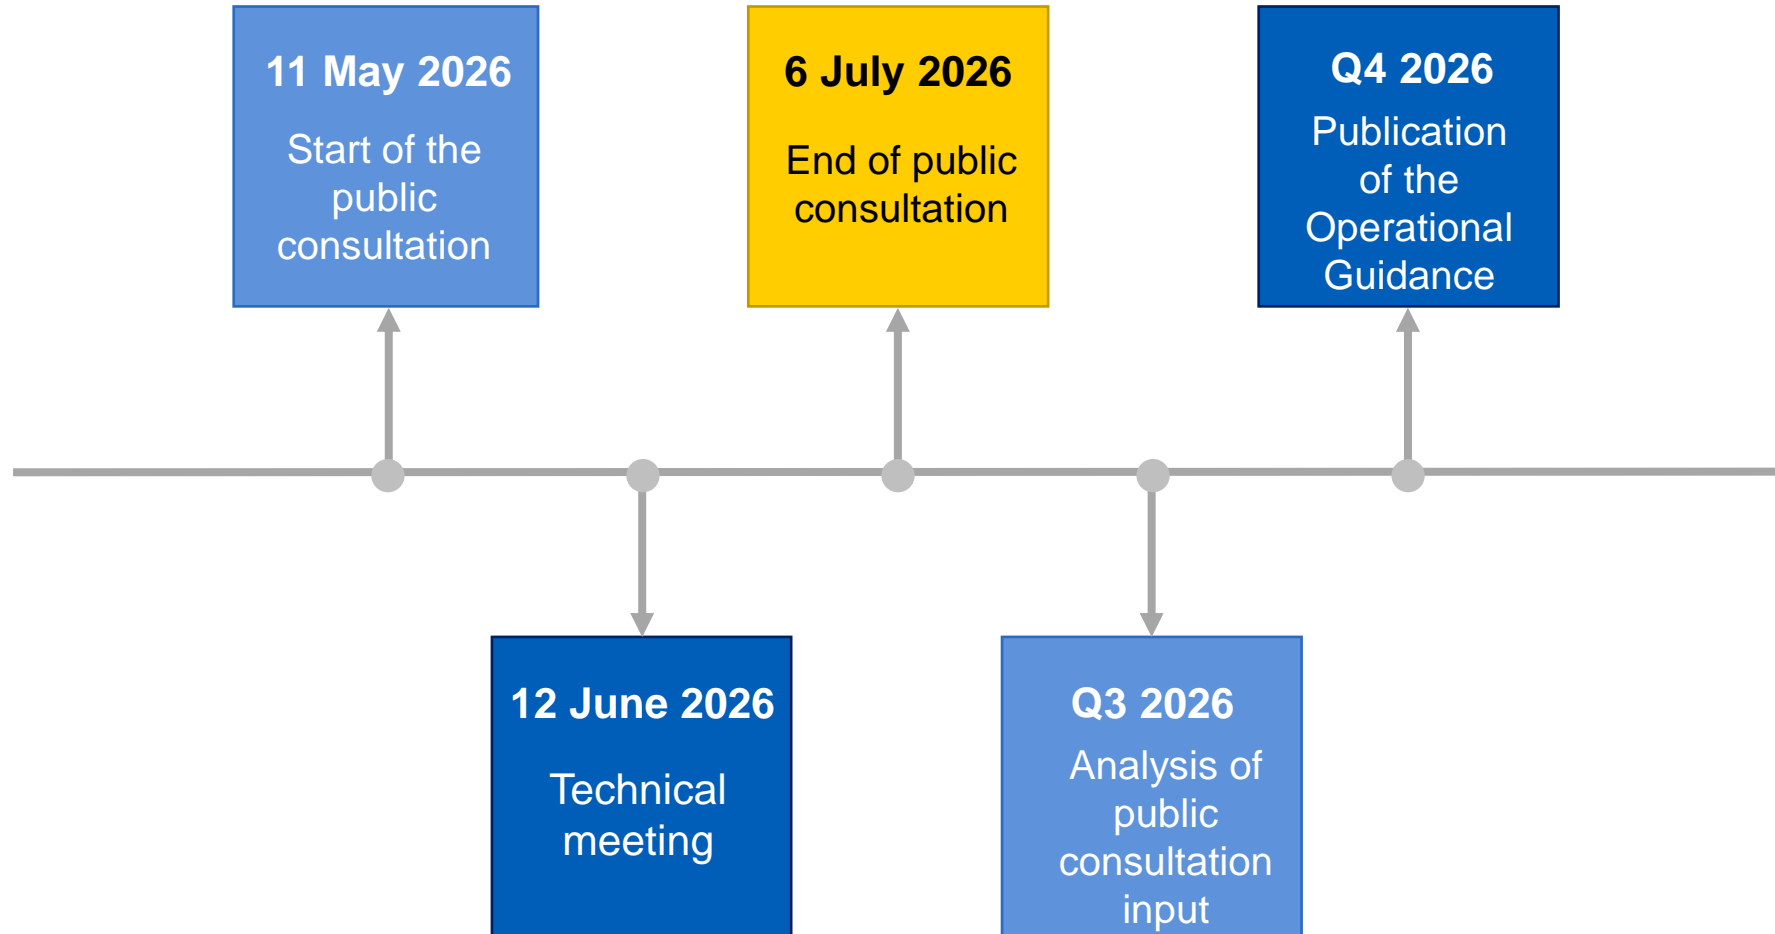 11 May 2026
Start of the
public
consultation
6 July 2026
End of public
consultation
Q4 2026
Publication
of the
Operational
Guidance
12 June 2026
Technical
meeting
Q3 2026
Analysis of
public
consultation
input